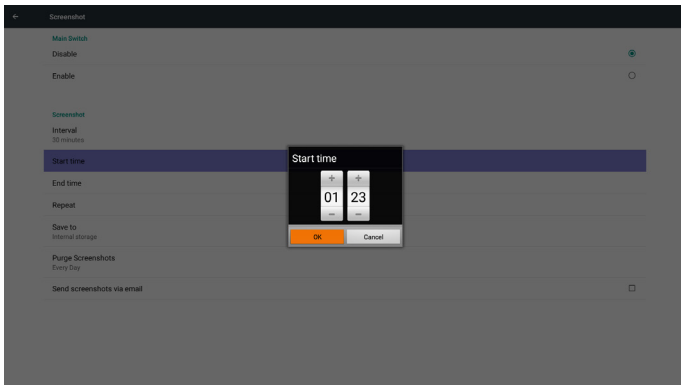 Screenshot
Main Switch
Disable
Enable
Screenshot
Interval
30 minutes
Start time
End time
Repeat
Save to
Internal storage
Purge Screenshots
Every Day
Send screenshots via email
Start time
+ +
01 23
− −
OK Cancel